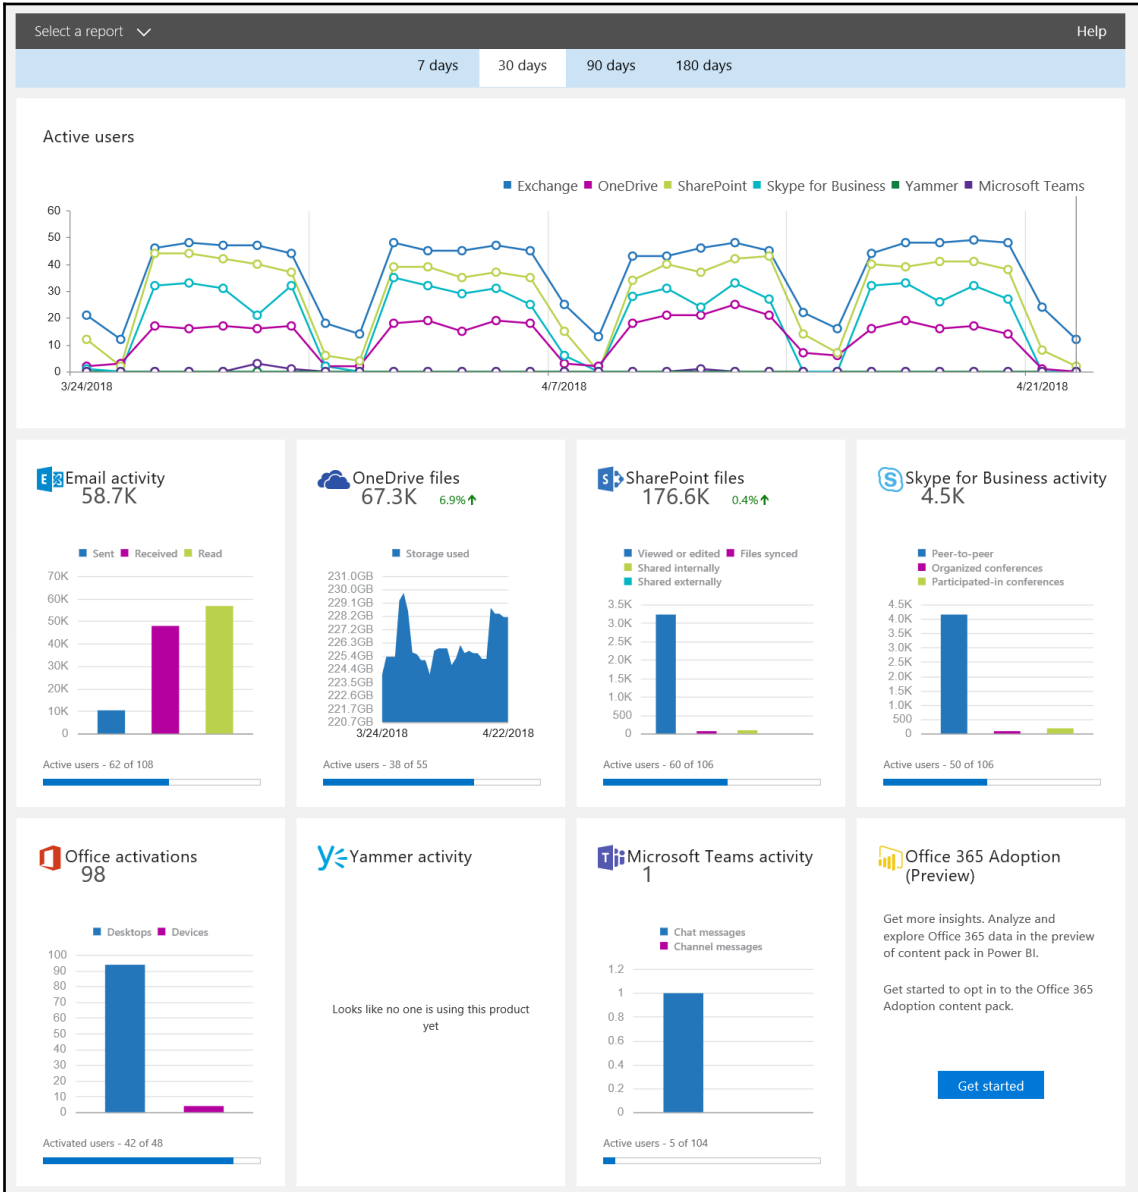 Select a report
Help
7 days 30 days 90 days 180 days
Active users
Exchange OneDrive SharePoint Skype for Business Yammer Microsoft Teams
60
50
40
30
20
10
0
3/24/2018 4/7/2018 4/21/2018
Email activity
58.7K
Sent Received Read
70K
60K
50K
40K
30K
20K
10K
0
Active users - 62 of 108
OneDrive files
67.3K 6.9%
Storage used
231.0GB
230.0GB
229.1GB
228.2GB
227.2GB
226.3GB
225.4GB
224.4GB
223.5GB
222.6GB
221.7GB
220.7GB
3/24/2018 4/22/2018
Active users - 38 of 55
SharePoint files
176.6K 0.4%
Viewed or edited Files synced
Shared internally
Shared externally
3.5K
3.0K
2.5K
2.0K
1.5K
1.0K
500
0
Active users - 60 of 106
Skype for Business activity
4.5K
Peer-to-peer
Organized conferences
Participated-in conferences
4.5K
4.0K
3.5K
3.0K
2.5K
2.0K
1.5K
1.0K
500
0
Active users - 50 of 106
Office activations
98
Desktops Devices
100
90
80
70
60
50
40
30
20
10
0
Activated users - 42 of 48
Yammer activity
Looks like no one is using this product
yet
Microsoft Teams activity
1
Chat messages
Channel messages
1.2
1
0.8
0.6
0.4
0.2
0
Active users - 5 of 104
Office 365 Adoption
(Preview)
Get more insights. Analyze and
explore Office 365 data in the preview
of content pack in Power BI.
Get started to opt in to the Office 365
Adoption content pack.
Get started